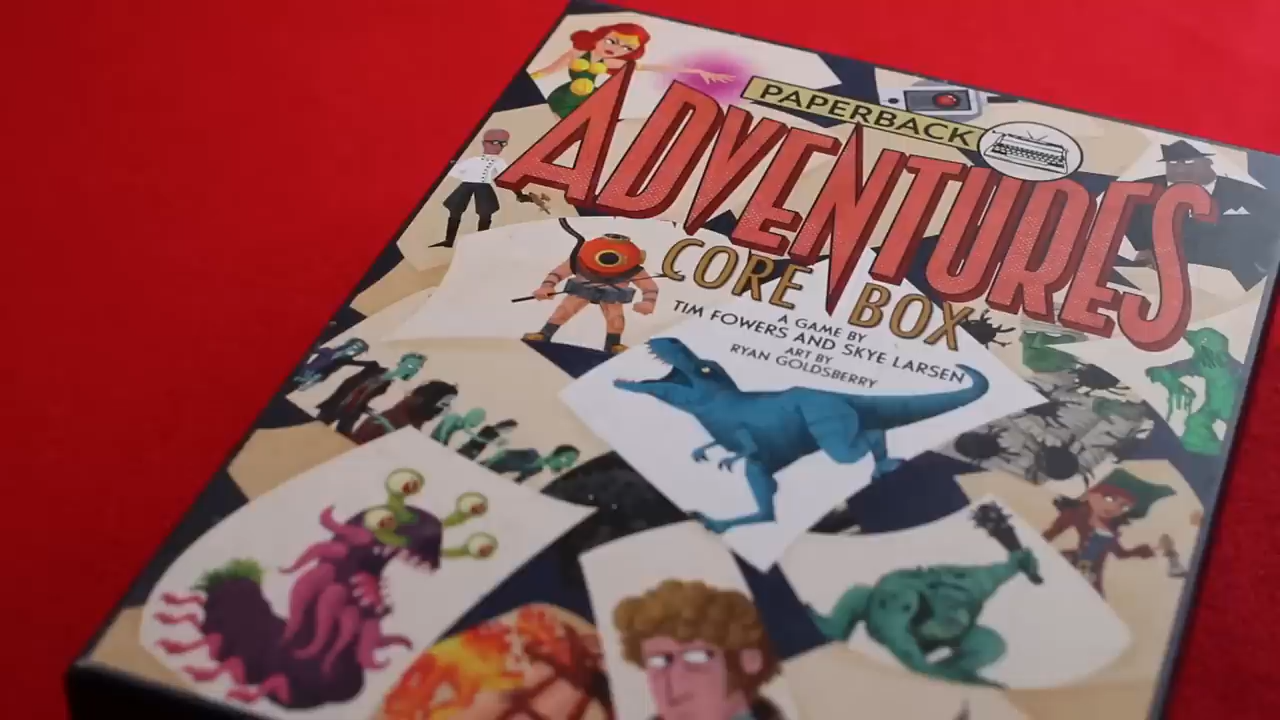 PAPERBACK
ADVENTURES
CORE BOX
A GAME BY
TIM FOWERS AND SKYE LARSEN
ART BY
RYAN GOLDSBERRY